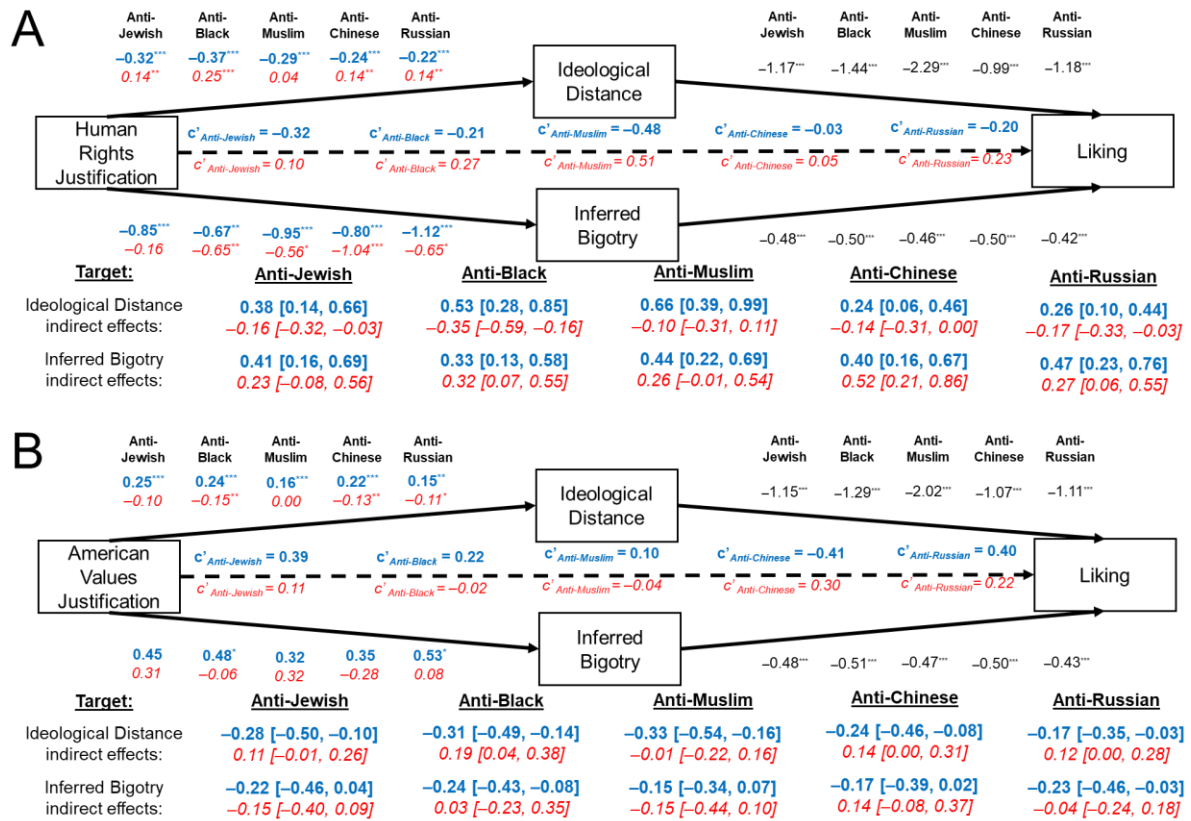 A
Anti-Jewish Anti-Black Anti-Muslim Anti-Chinese Anti-Russian
Anti-Jewish Anti-Black Anti-Muslim Anti-Chinese Anti-Russian
−0.32*** −0.37*** −0.29*** −0.24*** −0.22***
0.14** 0.25*** 0.04 0.14** 0.14**
Ideological
Distance
−1.17*** −1.44*** −2.29*** −0.99*** −1.18***
Human
Rights
Justification
c'Anti-Jewish = −0.32 c'Anti-Black = −0.21 c'Anti-Muslim = −0.48 c'Anti-Chinese = −0.03 c'Anti-Russian = −0.20
c'Anti-Jewish = 0.10 c'Anti-Black = 0.27 c'Anti-Muslim = 0.51 c'Anti-Chinese = 0.05 c'Anti-Russian = 0.23
Liking
Inferred
Bigotry
−0.85*** −0.67** −0.95*** −0.80*** −1.12***
−0.16 −0.65** −0.56* −1.04*** −0.65*
−0.48*** −0.50*** −0.46*** −0.50*** −0.42***
Target: Anti-Jewish Anti-Black Anti-Muslim Anti-Chinese Anti-Russian
Ideological Distance 0.38 [0.14, 0.66] 0.53 [0.28, 0.85] 0.66 [0.39, 0.99] 0.24 [0.06, 0.46] 0.26 [0.10, 0.44]
indirect effects: −0.16 [−0.32, −0.03] −0.35 [−0.59, −0.16] −0.10 [−0.31, 0.11] −0.14 [−0.31, 0.00] −0.17 [−0.33, −0.03]
Inferred Bigotry 0.41 [0.16, 0.69] 0.33 [0.13, 0.58] 0.44 [0.22, 0.69] 0.40 [0.16, 0.67] 0.47 [0.23, 0.76]
indirect effects: 0.23 [−0.08, 0.56] 0.32 [0.07, 0.55] 0.26 [−0.01, 0.54] 0.52 [0.21, 0.86] 0.27 [0.06, 0.55]
B
Anti-Jewish Anti-Black Anti-Muslim Anti-Chinese Anti-Russian
Anti-Jewish Anti-Black Anti-Muslim Anti-Chinese Anti-Russian
0.25*** 0.24*** 0.16*** 0.22*** 0.15**
−0.10 −0.15** 0.00 −0.13** −0.11*
Ideological
Distance
−1.15*** −1.29*** −2.02*** −1.07*** −1.11***
American
Values
Justification
c'Anti-Jewish = 0.39 c'Anti-Black = 0.22 c'Anti-Muslim = 0.10 c'Anti-Chinese = −0.41 c'Anti-Russian = 0.40
c'Anti-Jewish = 0.11 c'Anti-Black = −0.02 c'Anti-Muslim = −0.04 c'Anti-Chinese = 0.30 c'Anti-Russian = 0.22
Liking
Inferred
Bigotry
0.45 0.48* 0.32 0.35 0.53*
0.31 −0.06 0.32 −0.28 0.08
−0.48*** −0.51*** −0.47*** −0.50*** −0.43***
Target: Anti-Jewish Anti-Black Anti-Muslim Anti-Chinese Anti-Russian
Ideological Distance −0.28 [−0.50, −0.10] −0.31 [−0.49, −0.14] −0.33 [−0.54, −0.16] −0.24 [−0.46, −0.08] −0.17 [−0.35, −0.03]
indirect effects: 0.11 [−0.01, 0.26] 0.19 [0.04, 0.38] −0.01 [−0.22, 0.16] 0.14 [0.00, 0.31] 0.12 [0.00, 0.28]
Inferred Bigotry −0.22 [−0.46, 0.04] −0.24 [−0.43, −0.08] −0.15 [−0.34, 0.07] −0.17 [−0.39, 0.02] −0.23 [−0.46, −0.03]
indirect effects: −0.15 [−0.40, 0.09] 0.03 [−0.23, 0.35] −0.15 [−0.44, 0.10] 0.14 [−0.08, 0.37] −0.04 [−0.24, 0.18]